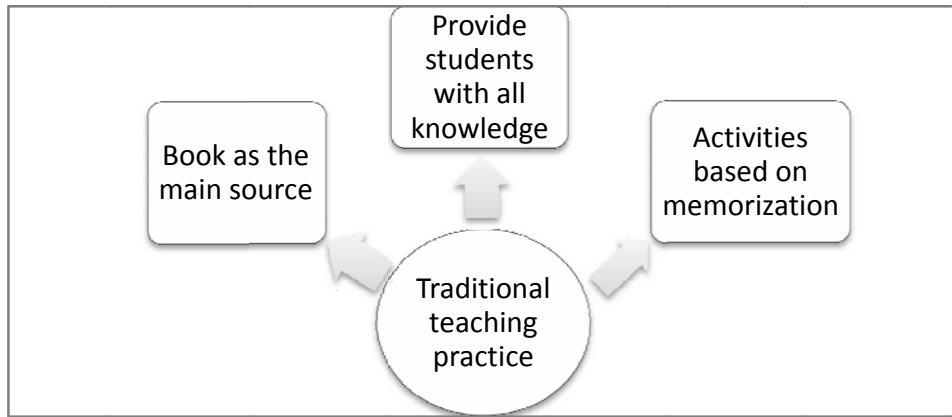 Provide
students
with all
knowledge
Book as the
main source
Activities
based on
memorization
Traditional
teaching
practice